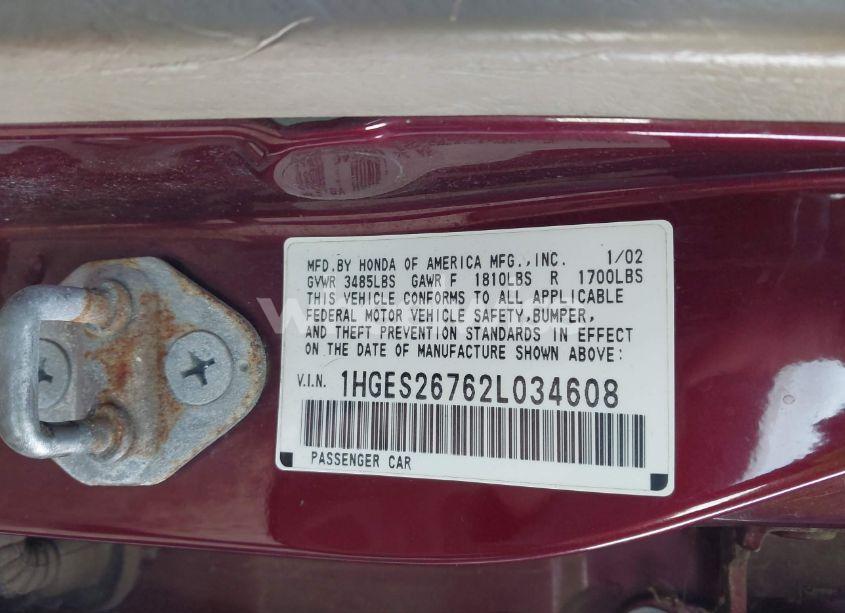 MFD.BY HONDA OF AMERICA MFG.,INC. 1/02
GVWR 3485LBS GAWR F 1810LBS R 1700LBS
THIS VEHICLE CONFORMS TO ALL APPLICABLE
FEDERAL MOTOR VEHICLE SAFETY,BUMPER,
AND THEFT PREVENTION STANDARDS IN EFFECT
ON THE DATE OF MANUFACTURE SHOWN ABOVE:
V.I.N. 1HGES26762L034608
PASSENGER CAR